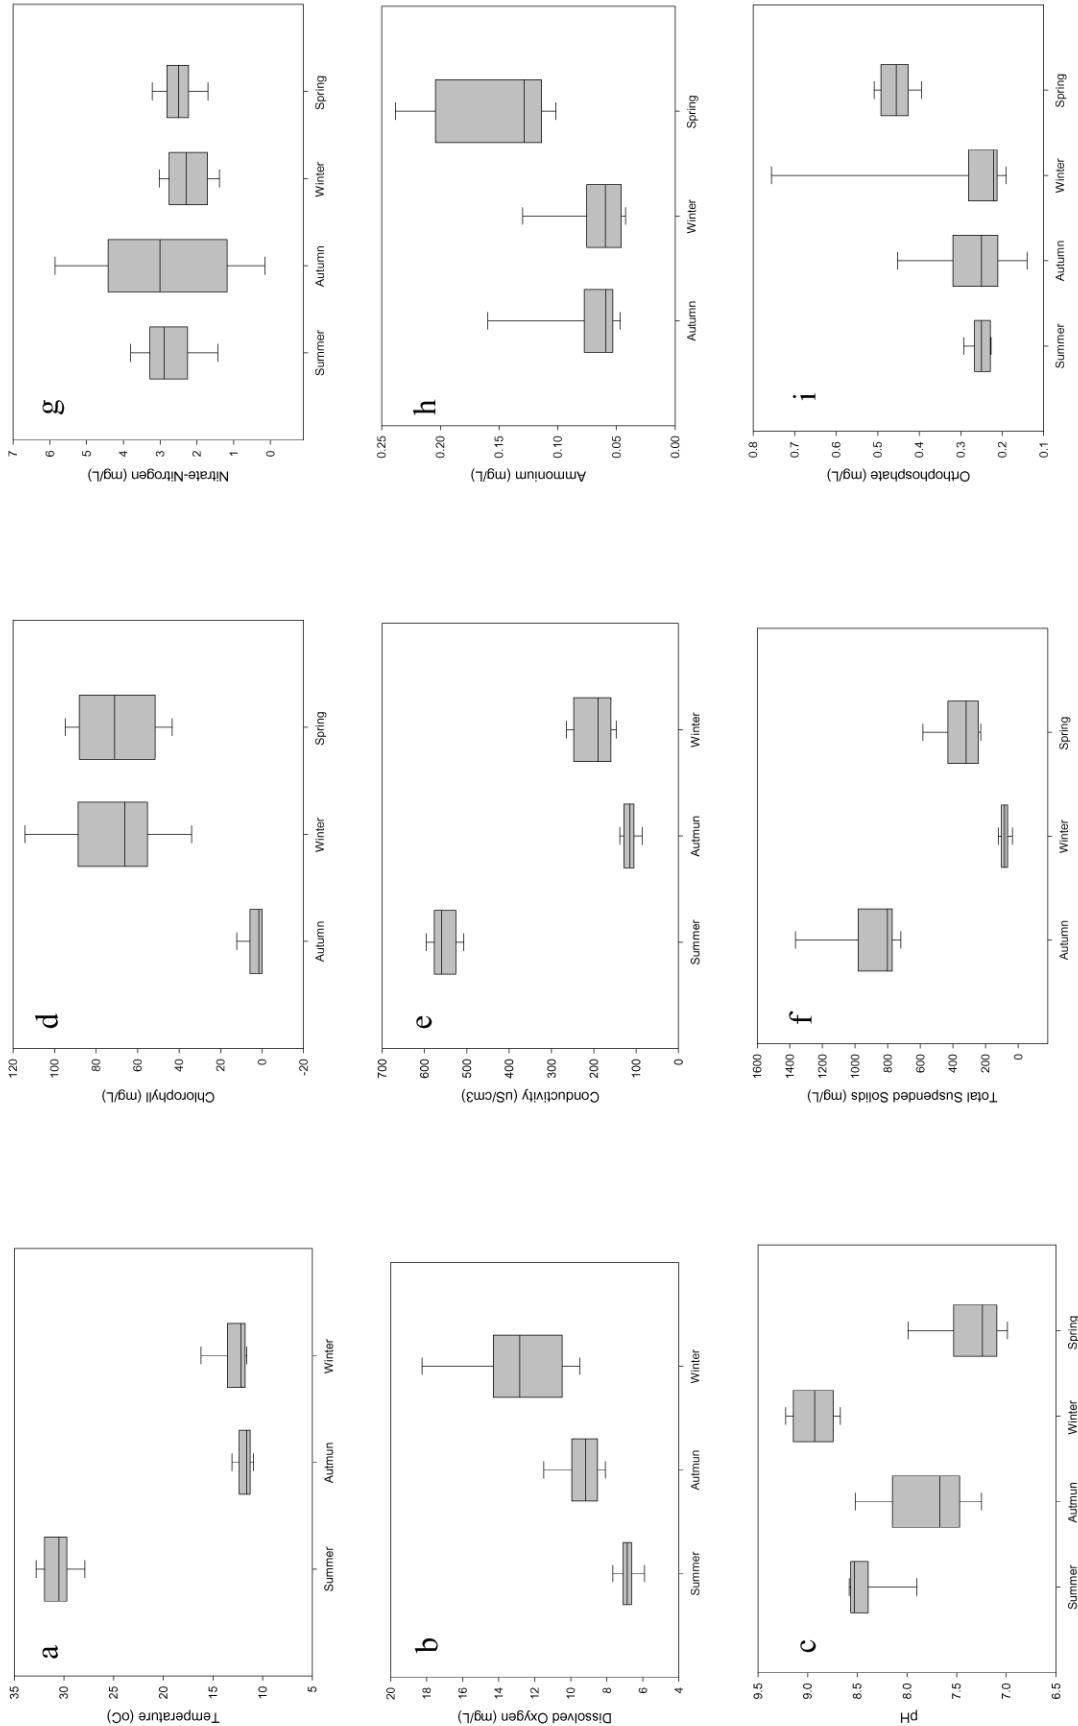 a
Temperature (oC)
35
30
25
20
15
10
5
Summer
Autmun
Winter
d
Chlorophyll (mg/L)
120
100
80
60
40
20
0
-20
Autumn
Winter
Spring
g
Nitrate-Nitrogen (mg/L)
7
6
5
4
3
2
1
0
Summer
Autumn
Winter
Spring
b
Dissolved Oxygen (mg/L)
20
18
16
14
12
10
8
6
4
Summer
Autmun
Winter
e
Conductivity (uS/cm3)
700
600
500
400
300
200
100
0
Summer
Autmun
Winter
h
Ammonium (mg/L)
0.25
0.20
0.15
0.10
0.05
0.00
Autumn
Winter
Spring
c
pH
9.5
9.0
8.5
8.0
7.5
7.0
6.5
Summer
Autmun
Winter
Spring
f
Total Suspended Solids (mg/L)
1600
1400
1200
1000
800
600
400
200
0
Autumn
Winter
Spring
i
Orthophosphate (mg/L)
0.8
0.7
0.6
0.5
0.4
0.3
0.2
0.1
Summer
Autumn
Winter
Spring